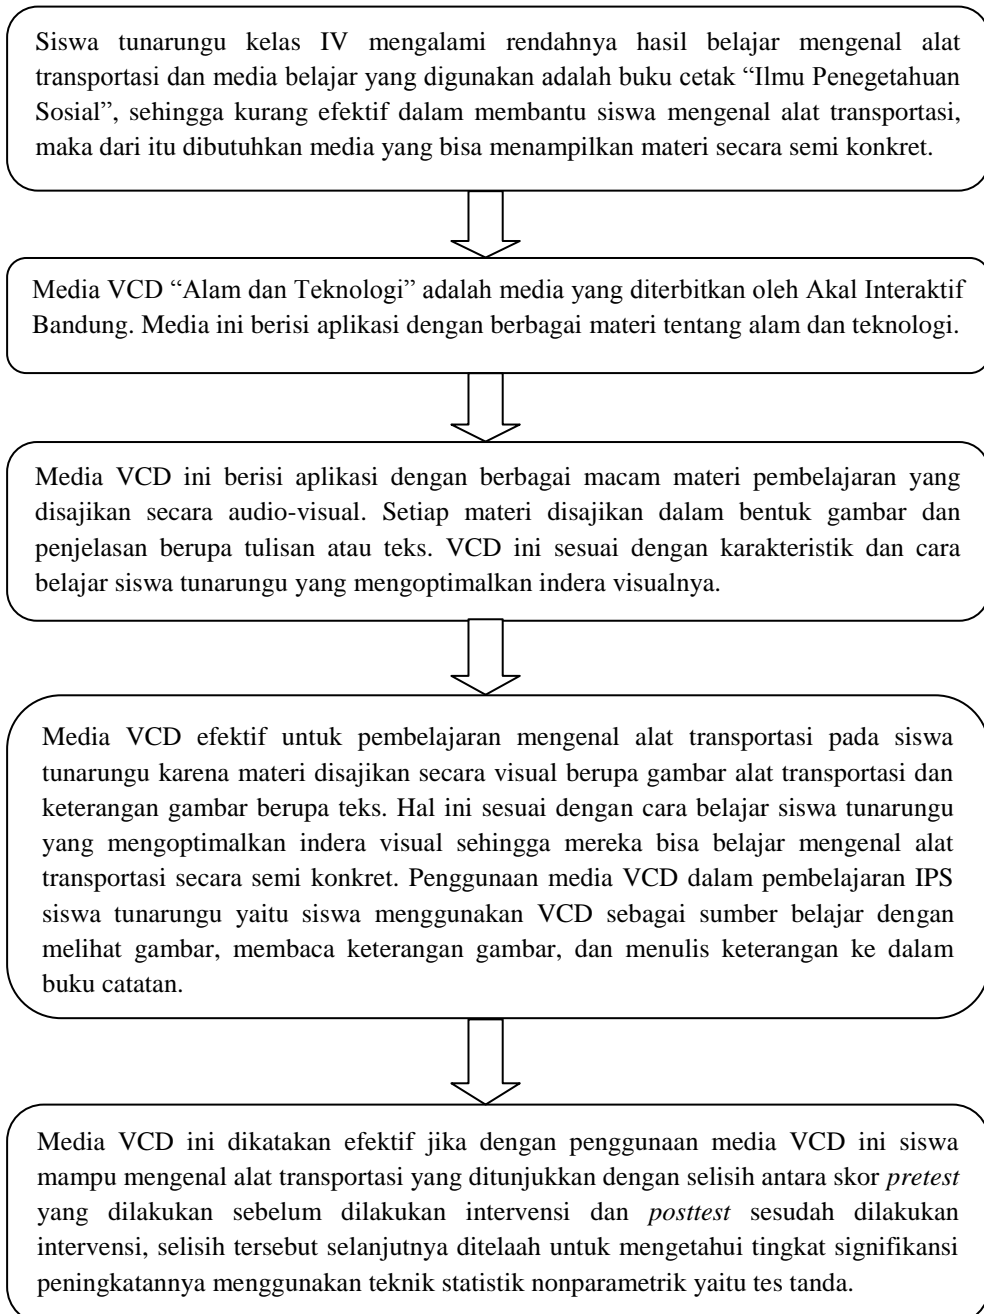 Siswa tunarungu kelas IV mengalami rendahnya hasil belajar mengenal alat
transportasi dan media belajar yang digunakan adalah buku cetak “Ilmu Penegetahuan
Sosial”, sehingga kurang efektif dalam membantu siswa mengenal alat transportasi,
maka dari itu dibutuhkan media yang bisa menampilkan materi secara semi konkret.
Media VCD “Alam dan Teknologi” adalah media yang diterbitkan oleh Akal Interaktif
Bandung. Media ini berisi aplikasi dengan berbagai materi tentang alam dan teknologi.
Media VCD ini berisi aplikasi dengan berbagai macam materi pembelajaran yang
disajikan secara audio-visual. Setiap materi disajikan dalam bentuk gambar dan
penjelasan berupa tulisan atau teks. VCD ini sesuai dengan karakteristik dan cara
belajar siswa tunarungu yang mengoptimalkan indera visualnya.
Media VCD efektif untuk pembelajaran mengenal alat transportasi pada siswa
tunarungu karena materi disajikan secara visual berupa gambar alat transportasi dan
keterangan gambar berupa teks. Hal ini sesuai dengan cara belajar siswa tunarungu
yang mengoptimalkan indera visual sehingga mereka bisa belajar mengenal alat
transportasi secara semi konkret. Penggunaan media VCD dalam pembelajaran IPS
siswa tunarungu yaitu siswa menggunakan VCD sebagai sumber belajar dengan
melihat gambar, membaca keterangan gambar, dan menulis keterangan ke dalam
buku catatan.
Media VCD ini dikatakan efektif jika dengan penggunaan media VCD ini siswa
mampu mengenal alat transportasi yang ditunjukkan dengan selisih antara skor pretest
yang dilakukan sebelum dilakukan intervensi dan posttest sesudah dilakukan
intervensi, selisih tersebut selanjutnya ditelaah untuk mengetahui tingkat signifikansi
peningkatannya menggunakan teknik statistik nonparametrik yaitu tes tanda.